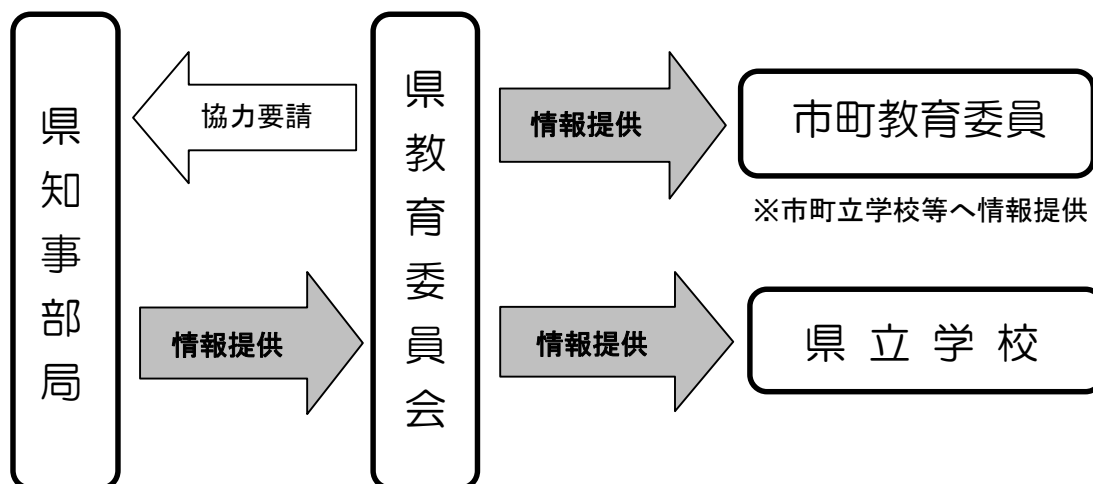 県知事部局
協力要請
情報提供
県教育委員会
情報提供
市町教育委員
※市町立学校等へ情報提供
情報提供
県立学校